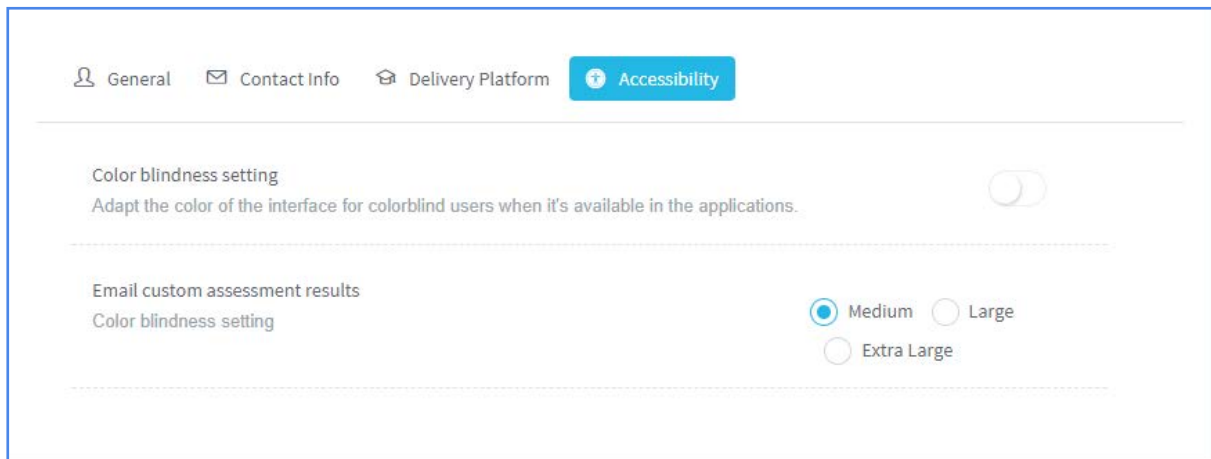 General Contact Info Delivery Platform Accessibility
Color blindness setting
Adapt the color of the interface for colorblind users when it's available in the applications.
Email custom assessment results
Color blindness setting
Medium Large
Extra Large